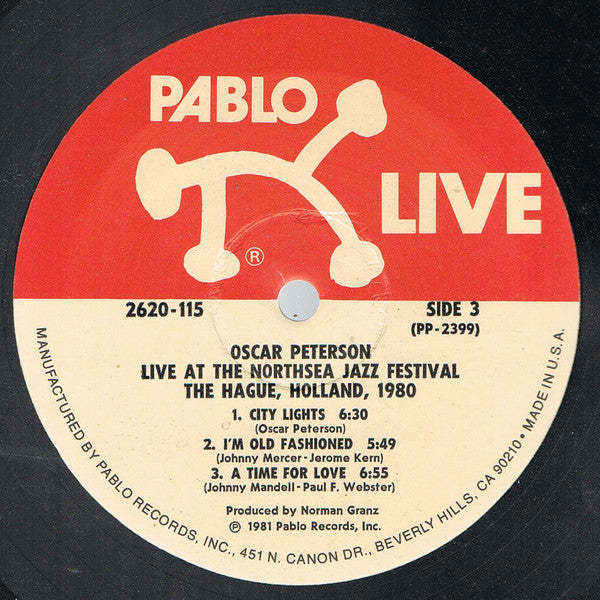 PABLO
LIVE
®
2620-115
SIDE 3
(PP-2399)
OSCAR PETERSON
LIVE AT THE NORTHSEA JAZZ FESTIVAL
THE HAGUE, HOLLAND, 1980
1. CITY LIGHTS 6:30
(Oscar Peterson)
2. I'M OLD FASHIONED 5:49
(Johnny Mercer-Jerome Kern)
3. A TIME FOR LOVE 6:55
(Johnny Mandell-Paul F. Webster)
Produced by Norman Granz
℗ 1981 Pablo Records, Inc.
MANUFACTURED BY PABLO RECORDS, INC., 451 N. CANON DR., BEVERLY HILLS, CA 90210 • MADE IN U.S.A.